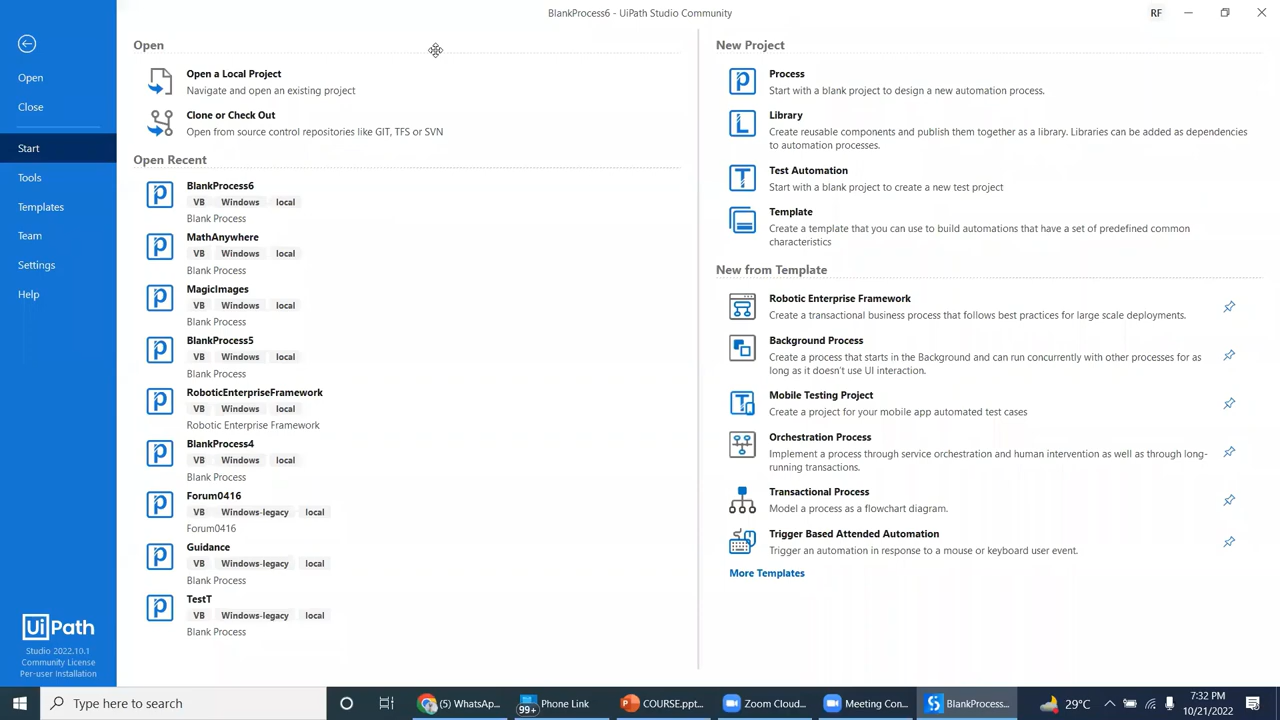 BlankProcess6 - UiPath Studio Community
RF
Open
Close
Start
Tools
Templates
Team
Settings
Help
UiPath
Studio 2022.10.1
Community License
Per-user Installation
Open
Open a Local Project
Navigate and open an existing project
Clone or Check Out
Open from source control repositories like GIT, TFS or SVN
Open Recent
BlankProcess6
VB Windows local
Blank Process
MathAnywhere
VB Windows local
Blank Process
MagicImages
VB Windows local
Blank Process
BlankProcess5
VB Windows local
Blank Process
RoboticEnterpriseFramework
VB Windows local
Robotic Enterprise Framework
BlankProcess4
VB Windows local
Blank Process
Forum0416
VB Windows-legacy local
Forum0416
Guidance
VB Windows-legacy local
Blank Process
TestT
VB Windows-legacy local
Blank Process
New Project
Process
Start with a blank project to design a new automation process.
Library
Create reusable components and publish them together as a library. Libraries can be added as dependencies
to automation processes.
Test Automation
Start with a blank project to create a new test project
Template
Create a template that you can use to build automations that have a set of predefined common
characteristics
New from Template
Robotic Enterprise Framework
Create a transactional business process that follows best practices for large scale deployments.
Background Process
Create a process that starts in the Background and can run concurrently with other processes for as
long as it doesn't use UI interaction.
Mobile Testing Project
Create a project for your mobile app automated test cases
Orchestration Process
Implement a process through service orchestration and human intervention as well as through long-
running transactions.
Transactional Process
Model a process as a flowchart diagram.
Trigger Based Attended Automation
Trigger an automation in response to a mouse or keyboard user event.
More Templates
Type here to search
(5) WhatsAp...
99+ Phone Link
COURSE.ppt...
Zoom Cloud...
Meeting Con...
BlankProcess...
29°C
7:32 PM
10/21/2022